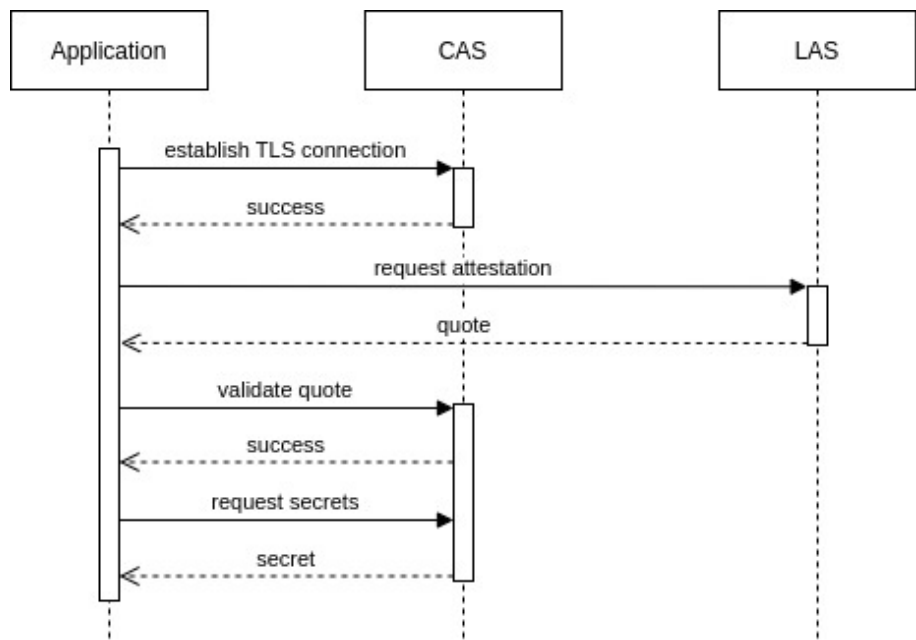 Application
CAS
LAS
establish TLS connection
success
request attestation
quote
validate quote
success
request secrets
secret